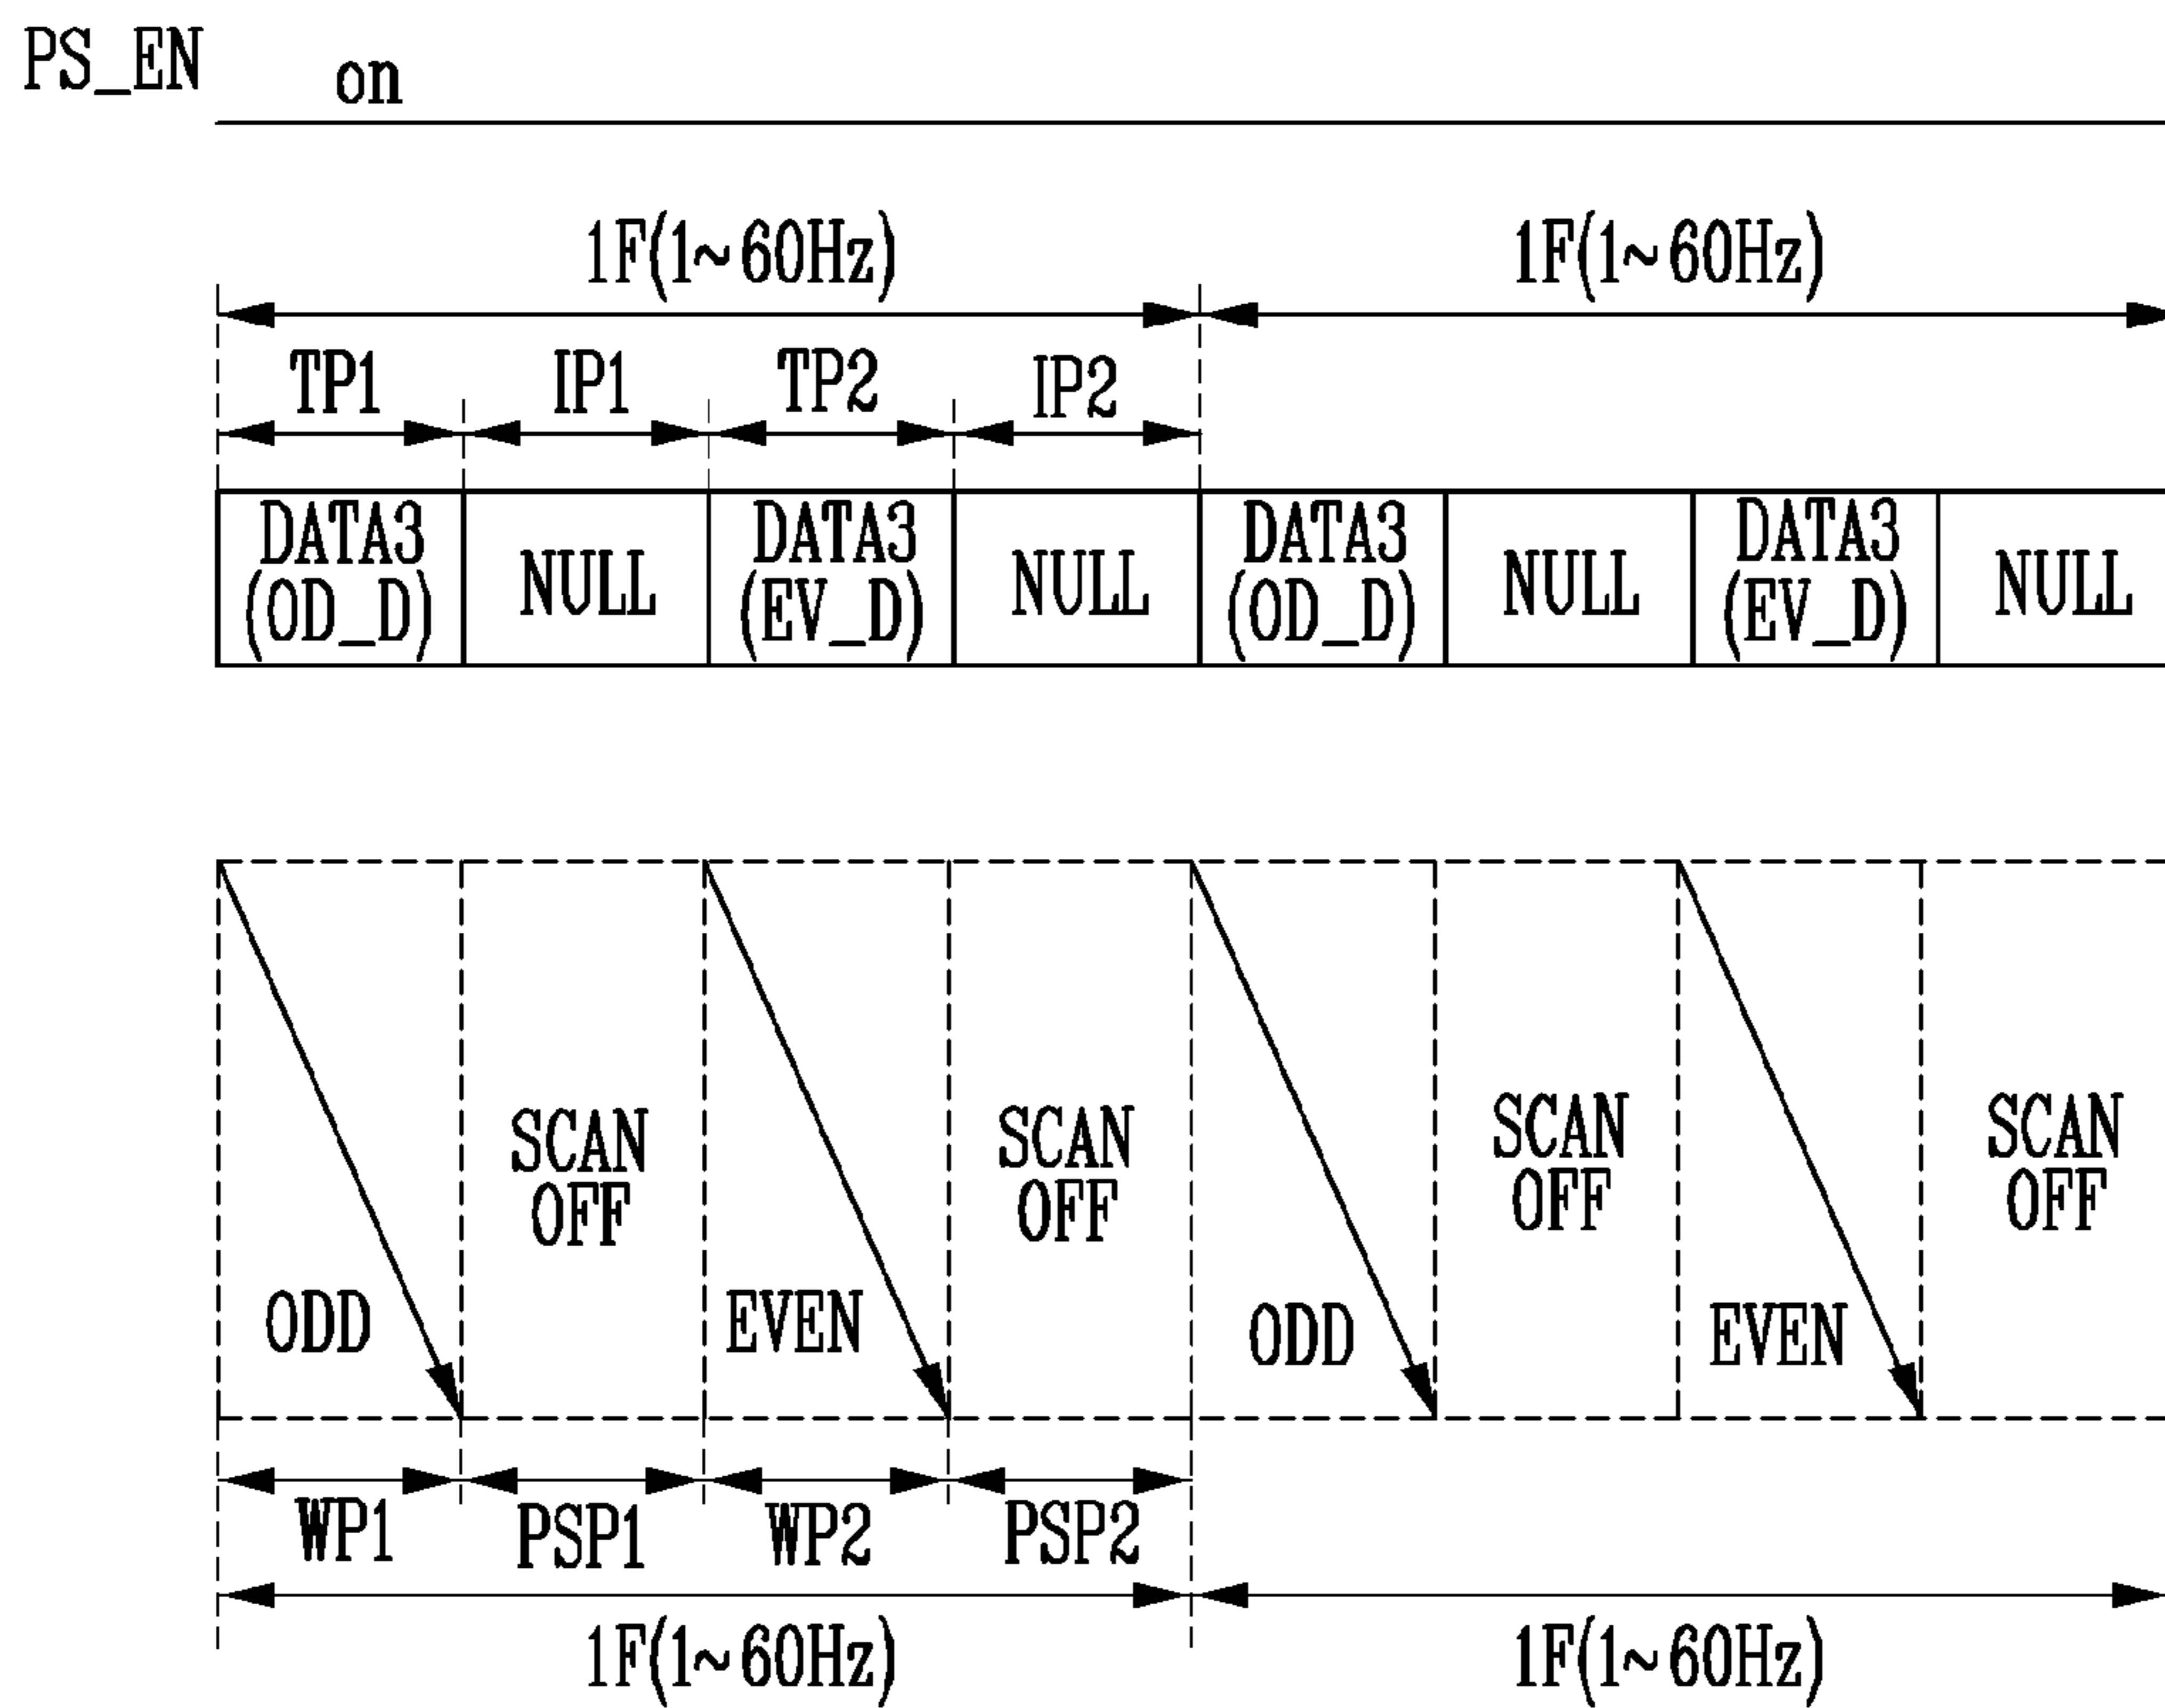 PS_EN on
1F(1~60Hz) 1F(1~60Hz)
TP1 IP1 TP2 IP2
DATA3 (OD_D) NULL DATA3 (EV_D) NULL DATA3 (OD_D) NULL DATA3 (EV_D) NULL
SCAN OFF SCAN OFF SCAN OFF SCAN OFF
ODD EVEN ODD EVEN
WP1 PSP1 WP2 PSP2
1F(1~60Hz) 1F(1~60Hz)